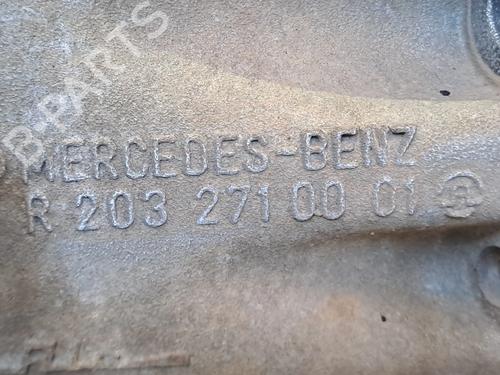 B-PARTS
MERCEDES-BENZ
R 203 271 00 01